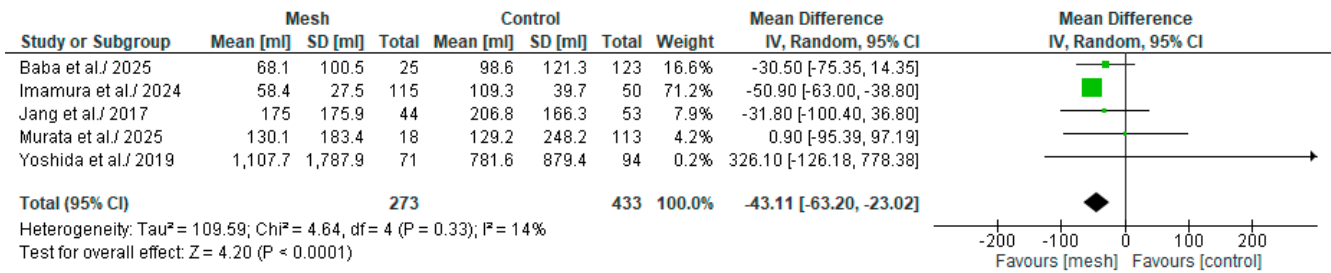 Mesh Control Mean Difference Mean Difference
Study or Subgroup Mean [ml] SD [ml] Total Mean [ml] SD [ml] Total Weight IV, Random, 95% CI IV, Random, 95% CI
Baba et al./ 2025 68.1 100.5 25 98.6 121.3 123 16.6% -30.50 [-75.35, 14.35]
Imamura et al./ 2024 58.4 27.5 115 109.3 39.7 50 71.2% -50.90 [-63.00, -38.80]
Jang et al./ 2017 175 175.9 44 206.8 166.3 53 7.9% -31.80 [-100.40, 36.80]
Murata et al./ 2025 130.1 183.4 18 129.2 248.2 113 4.2% 0.90 [-95.39, 97.19]
Yoshida et al./ 2019 1,107.7 1,787.9 71 781.6 879.4 94 0.2% 326.10 [-126.18, 778.38]
Total (95% CI) 273 433 100.0% -43.11 [-63.20, -23.02]
Heterogeneity: Tau² = 109.59; Chi² = 4.64, df = 4 (P = 0.33); I² = 14%
Test for overall effect: Z = 4.20 (P < 0.0001)
-200 -100 0 100 200
Favours [mesh] Favours [control]